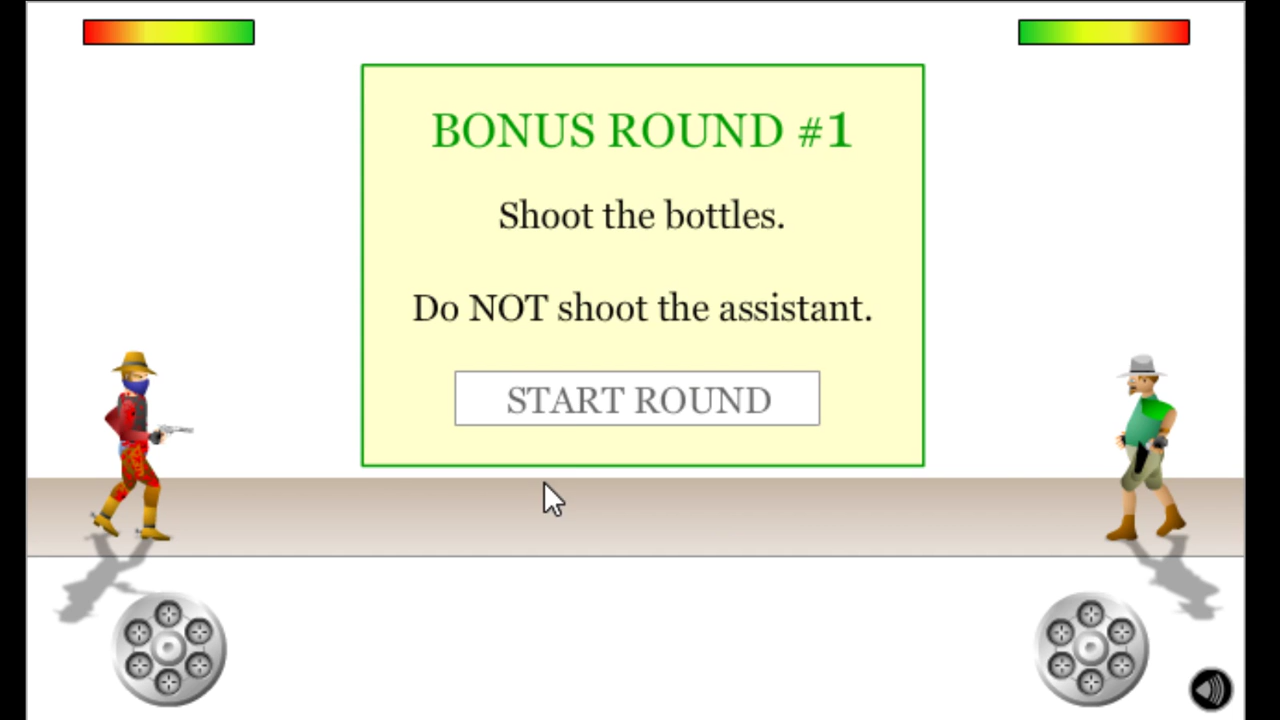 BONUS ROUND #1
Shoot the bottles.
Do NOT shoot the assistant.
START ROUND